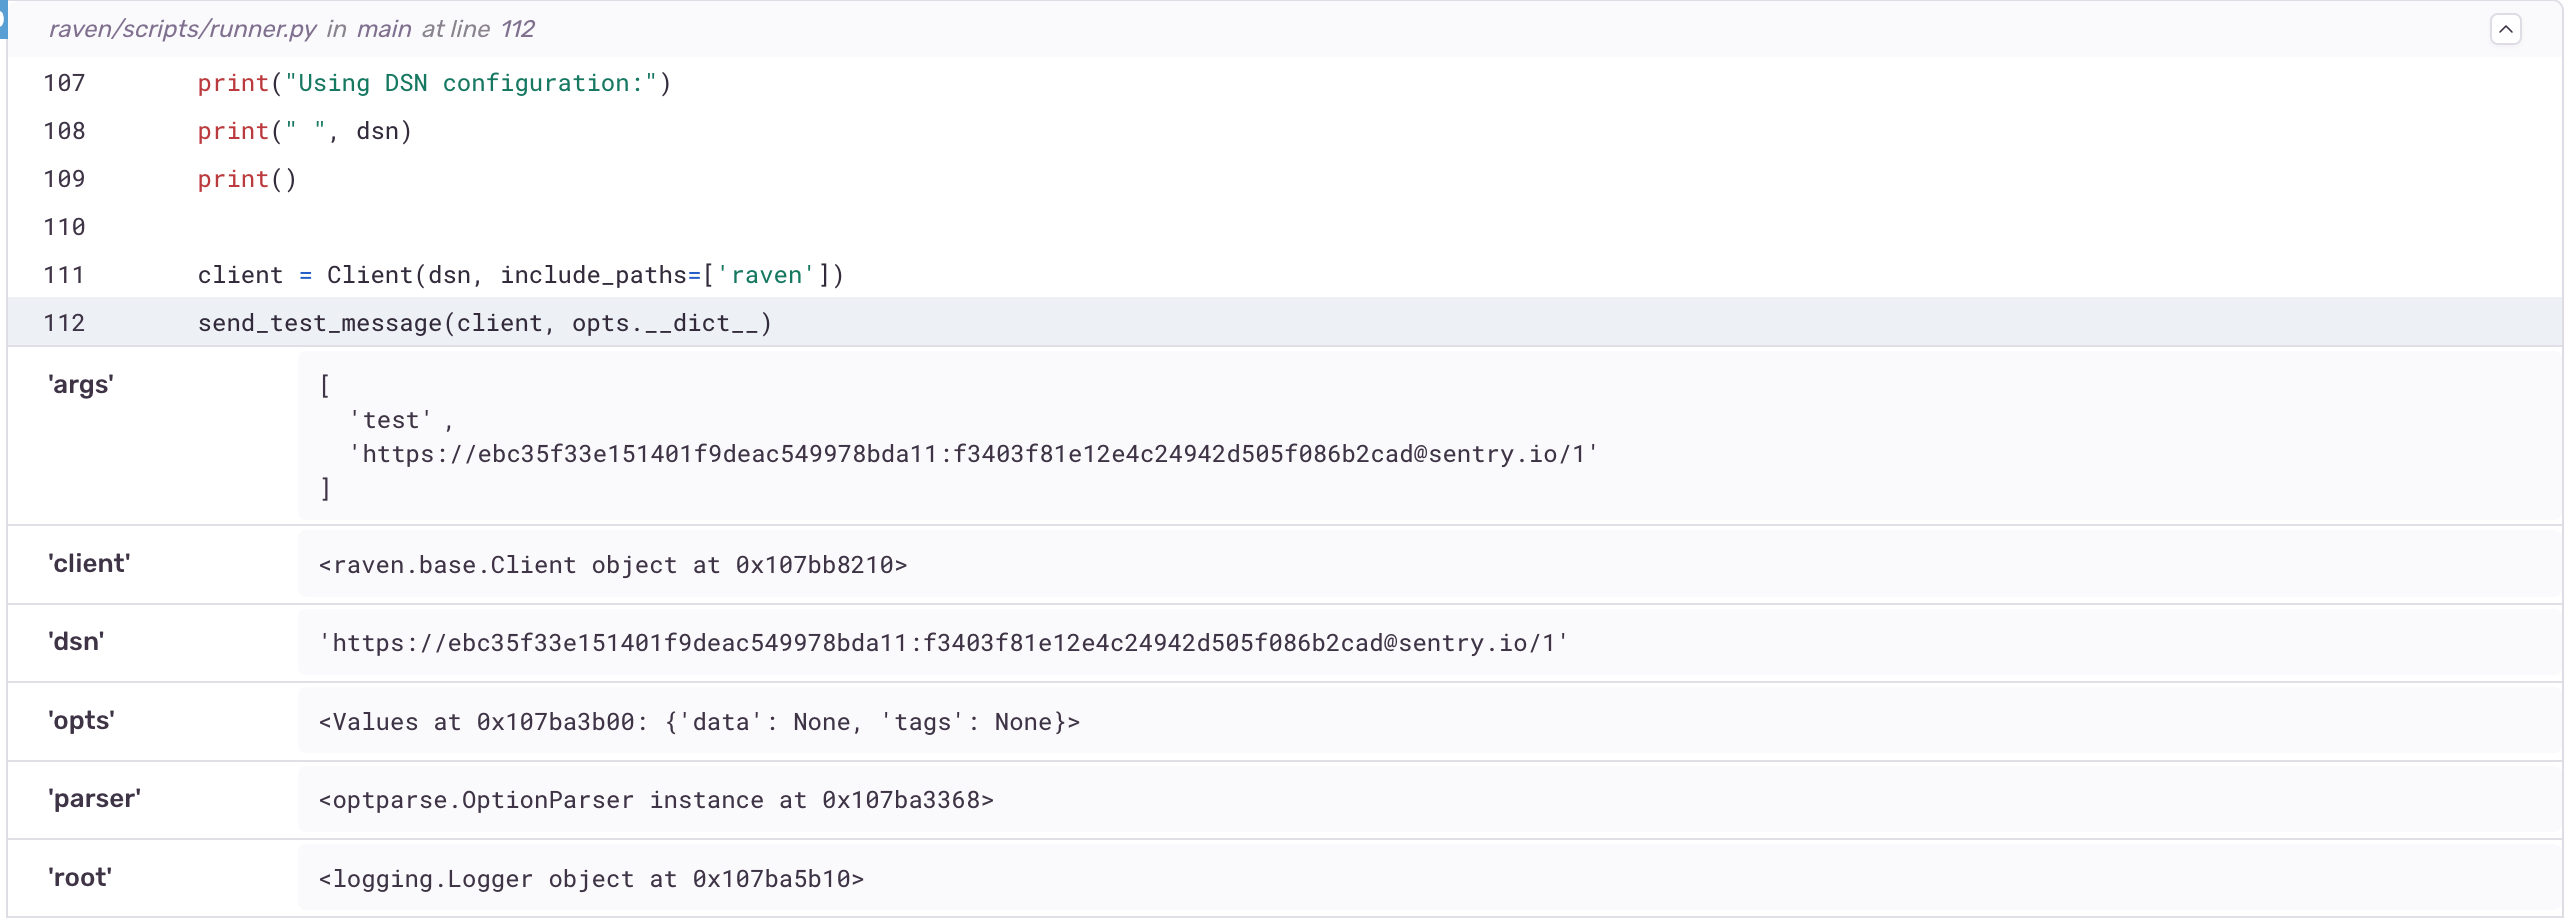 raven/scripts/runner.py in main at line 112
107 print("Using DSN configuration:")
108 print(" ", dsn)
109 print()
110
111 client = Client(dsn, include_paths=['raven'])
112 send_test_message(client, opts.__dict__)
'args' [
'test' ,
'https://ebc35f33e151401f9deac549978bda11:f3403f81e12e4c24942d505f086b2cad@sentry.io/1'
]
'client' <raven.base.Client object at 0x107bb8210>
'dsn' 'https://ebc35f33e151401f9deac549978bda11:f3403f81e12e4c24942d505f086b2cad@sentry.io/1'
'opts' <Values at 0x107ba3b00: {'data': None, 'tags': None}>
'parser' <optparse.OptionParser instance at 0x107ba3368>
'root' <logging.Logger object at 0x107ba5b10>